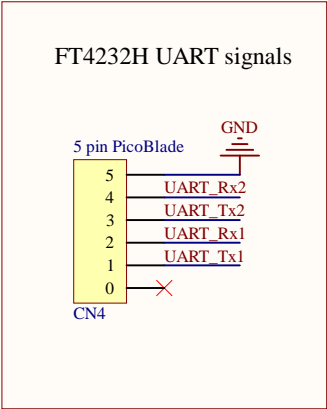 FT4232H UART signals
GND
5 pin PicoBlade
5
4 UART_Rx2
3 UART_Tx2
2 UART_Rx1
1 UART_Tx1
0
CN4